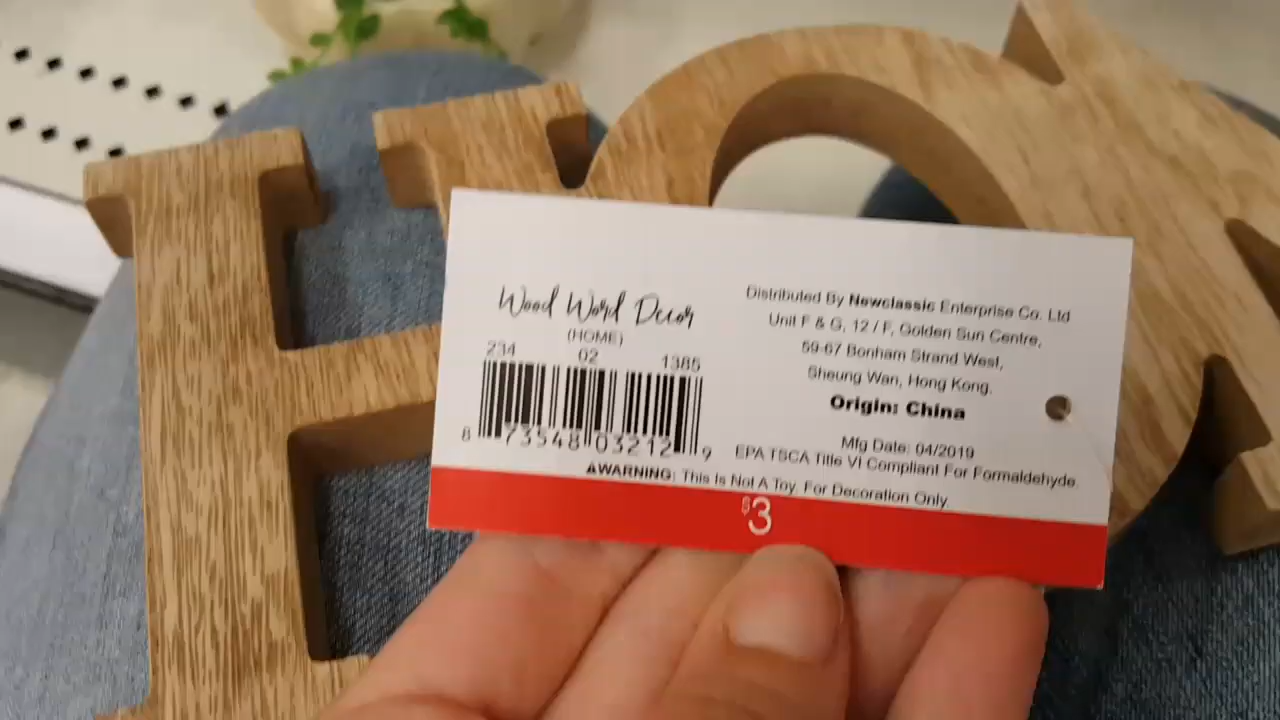 HO
Wood Word Decor
(HOME)
234 02 1385
8 73548 03212 9
Distributed By Newclassic Enterprise Co. Ltd
Unit F & G, 12 / F, Golden Sun Centre,
59-67 Bonham Strand West,
Sheung Wan, Hong Kong.
Origin: China
Mfg Date: 04/2019
EPA TSCA Title VI Compliant For Formaldehyde.
⚠WARNING: This Is Not A Toy. For Decoration Only.
$3